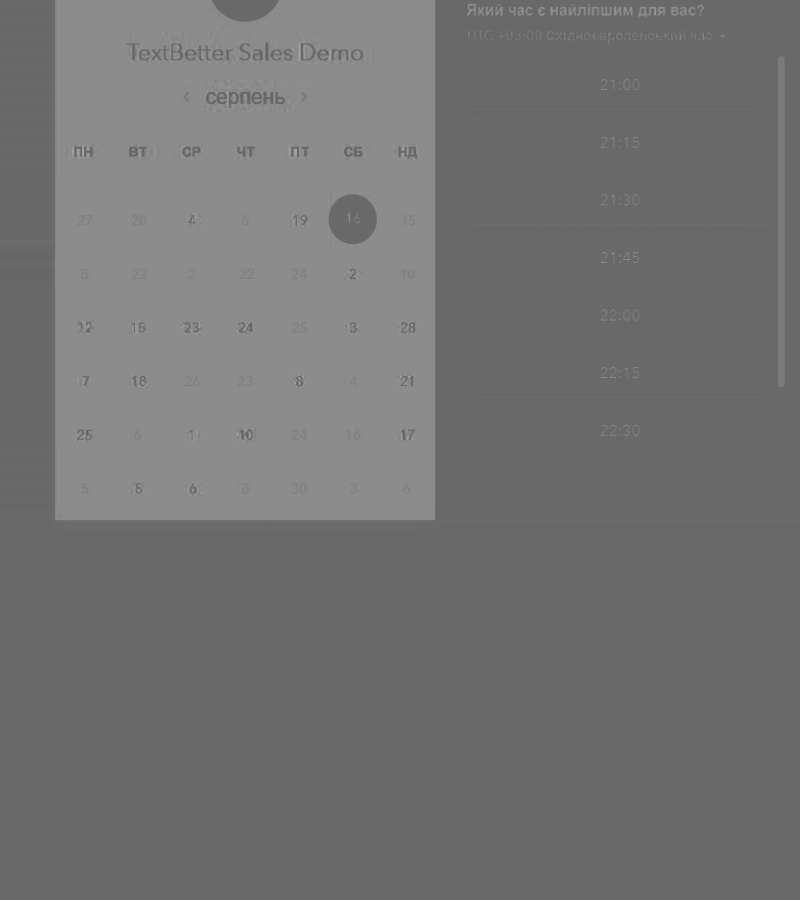 TextBetter Sales Demo
серпень
ПН ВТ СР ЧТ ПТ СБ НД
27 20 4 6 19 16 15
8 22 2 22 24 2 10
12 15 23 24 25 3 28
7 18 26 23 8 4 21
25 6 1 10 24 16 17
5 5 6 8 30 3 6
Який час є найліпшим для вас?
UTC +03:00 Східноєвропейський час
21:00
21:15
21:30
21:45
22:00
22:15
22:30